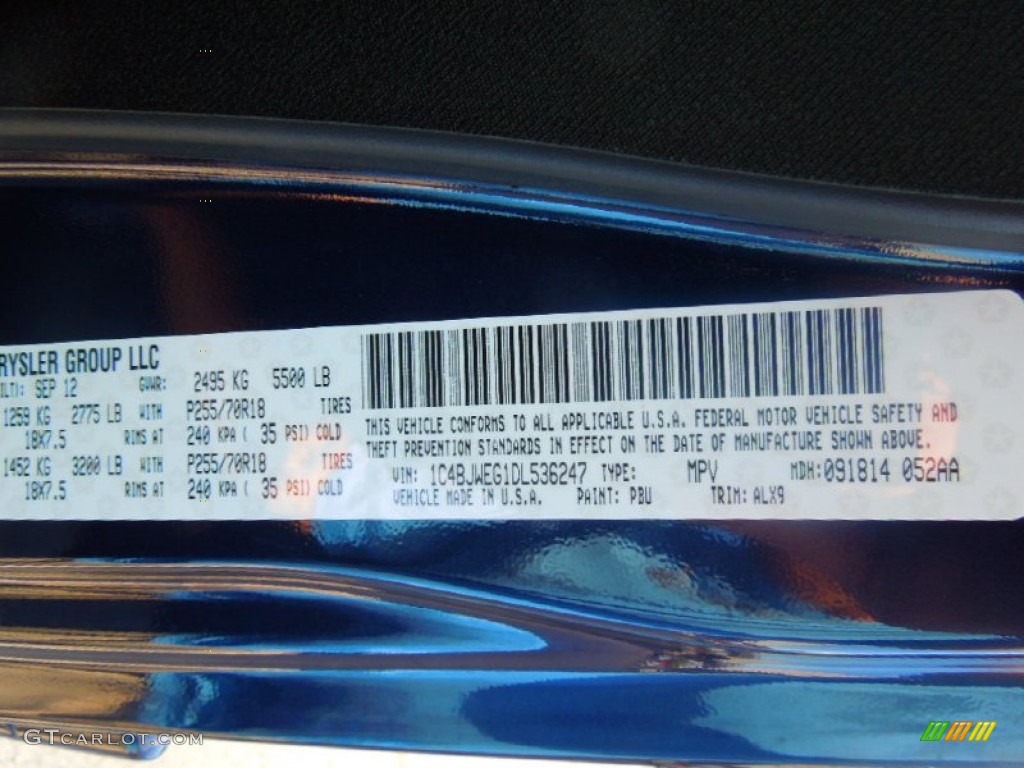 RYSLER GROUP LLC
ILT): SEP 12 GVWR: 2495 KG 5500 LB
1259 KG 2775 LB WITH P255/70R18 TIRES
18X7.5 RIMS AT 240 KPA ( 35 PSI) COLD
1452 KG 3200 LB WITH P255/70R18 TIRES
18X7.5 RIMS AT 240 KPA ( 35 PSI) COLD
THIS VEHICLE CONFORMS TO ALL APPLICABLE U.S.A. FEDERAL MOTOR VEHICLE SAFETY AND
THEFT PREVENTION STANDARDS IN EFFECT ON THE DATE OF MANUFACTURE SHOWN ABOVE.
VIN: 1C4BJWEG1DL536247 TYPE: MPV MDH: 091814 052AA
VEHICLE MADE IN U.S.A. PAINT: PBU TRIM: ALX9
GTCARLOT.COM